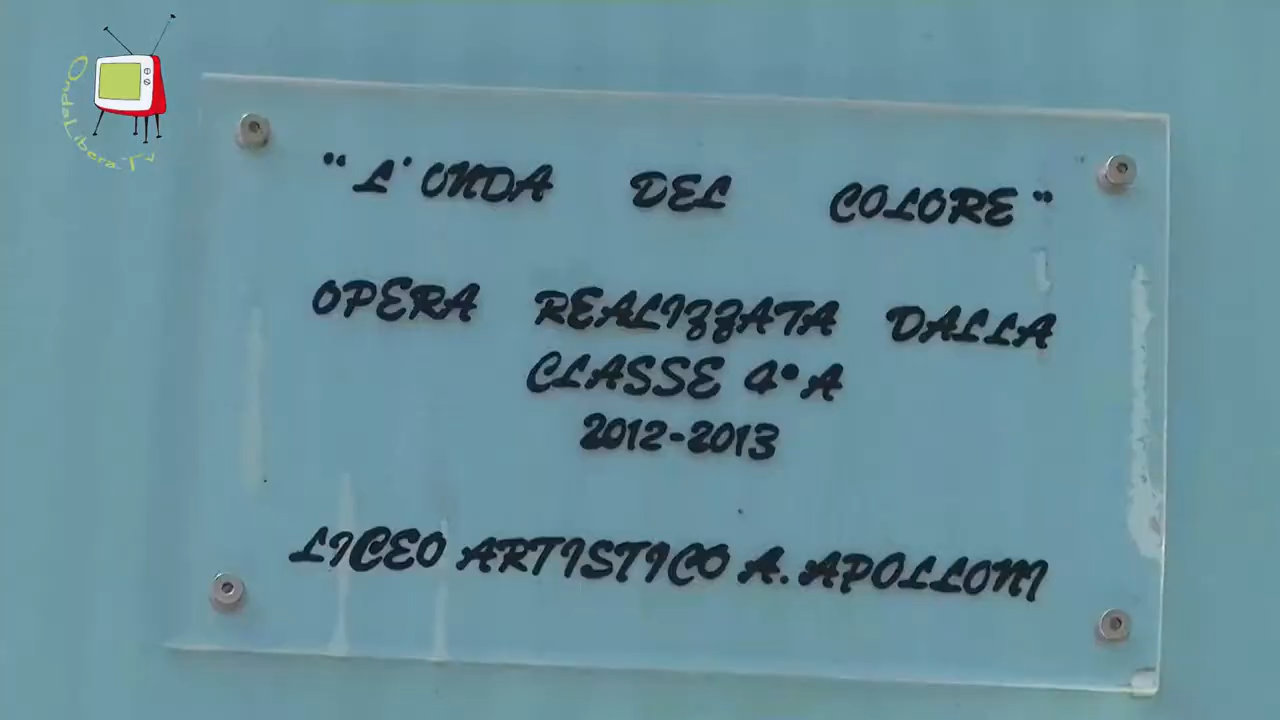 OndaLibera Tv
"L'ONDA DEL COLORE"
OPERA REALIZZATA DALLA
CLASSE 4°A
2012-2013
LICEO ARTISTICO A. APOLLONI